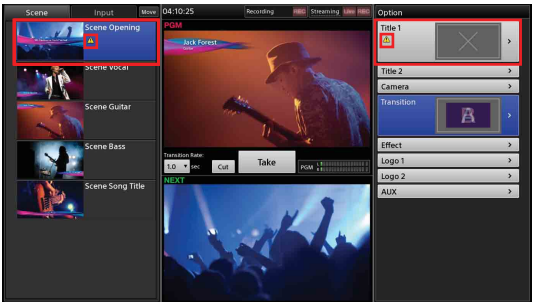 Scene
Input
Move
Scene Opening
Scene Vocal
Scene Guitar
Scene Bass
Scene Song Title
04:10:25
Recording
REC
Streaming
Live
REC
PGM
Jack Forest
Guitar
Transition Rate:
1.0 sec
Cut
Take
PGM
NEXT
Option
Title 1
Title 2
Camera
Transition
Effect
Logo 1
Logo 2
AUX